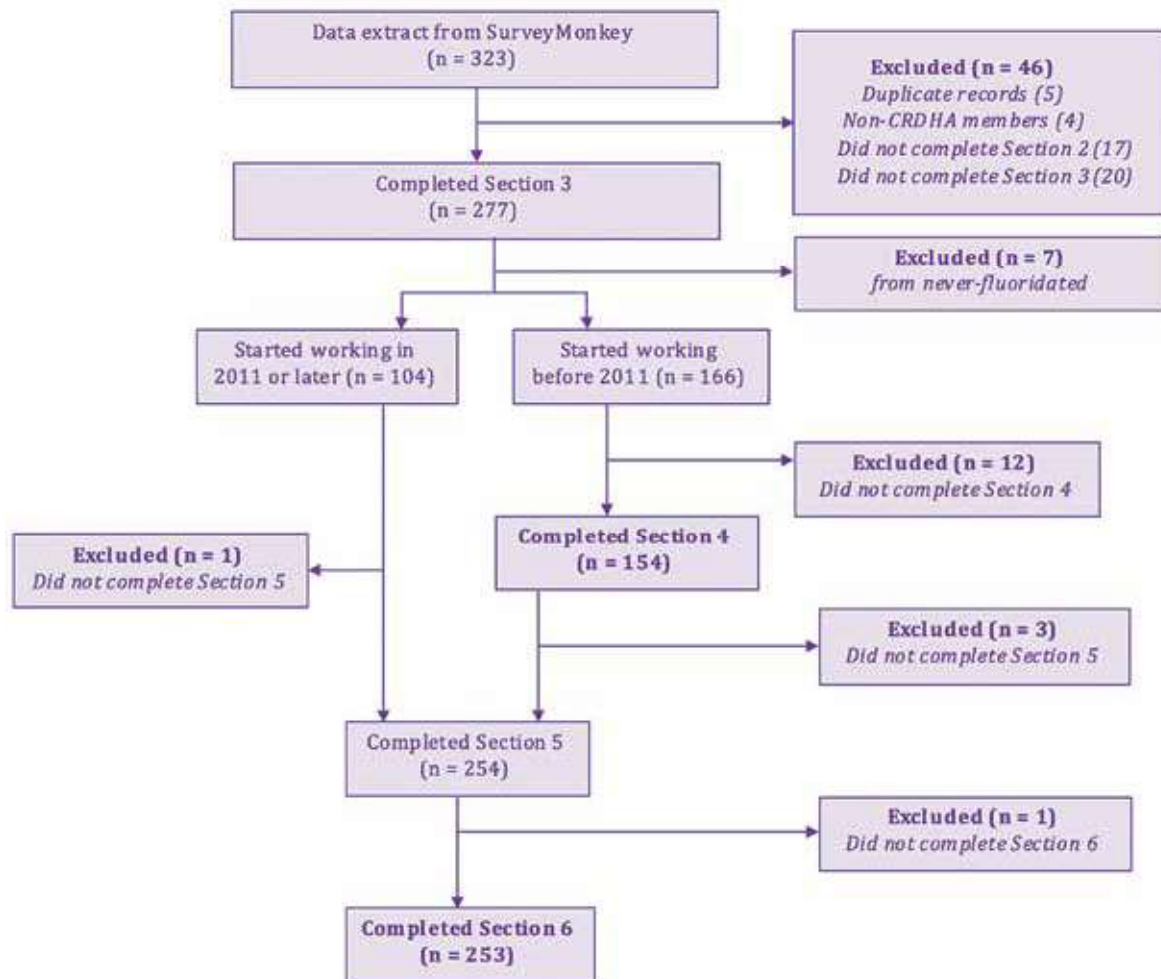 Data extract from SurveyMonkey
(n = 323)
Excluded (n = 46)
Duplicate records (5)
Non-CRDHA members (4)
Did not complete Section 2 (17)
Did not complete Section 3 (20)
Completed Section 3
(n = 277)
Excluded (n = 7)
from never-fluoridated
Started working in
2011 or later (n = 104)
Started working
before 2011 (n = 166)
Excluded (n = 12)
Did not complete Section 4
Completed Section 4
(n = 154)
Excluded (n = 1)
Did not complete Section 5
Excluded (n = 3)
Did not complete Section 5
Completed Section 5
(n = 254)
Excluded (n = 1)
Did not complete Section 6
Completed Section 6
(n = 253)